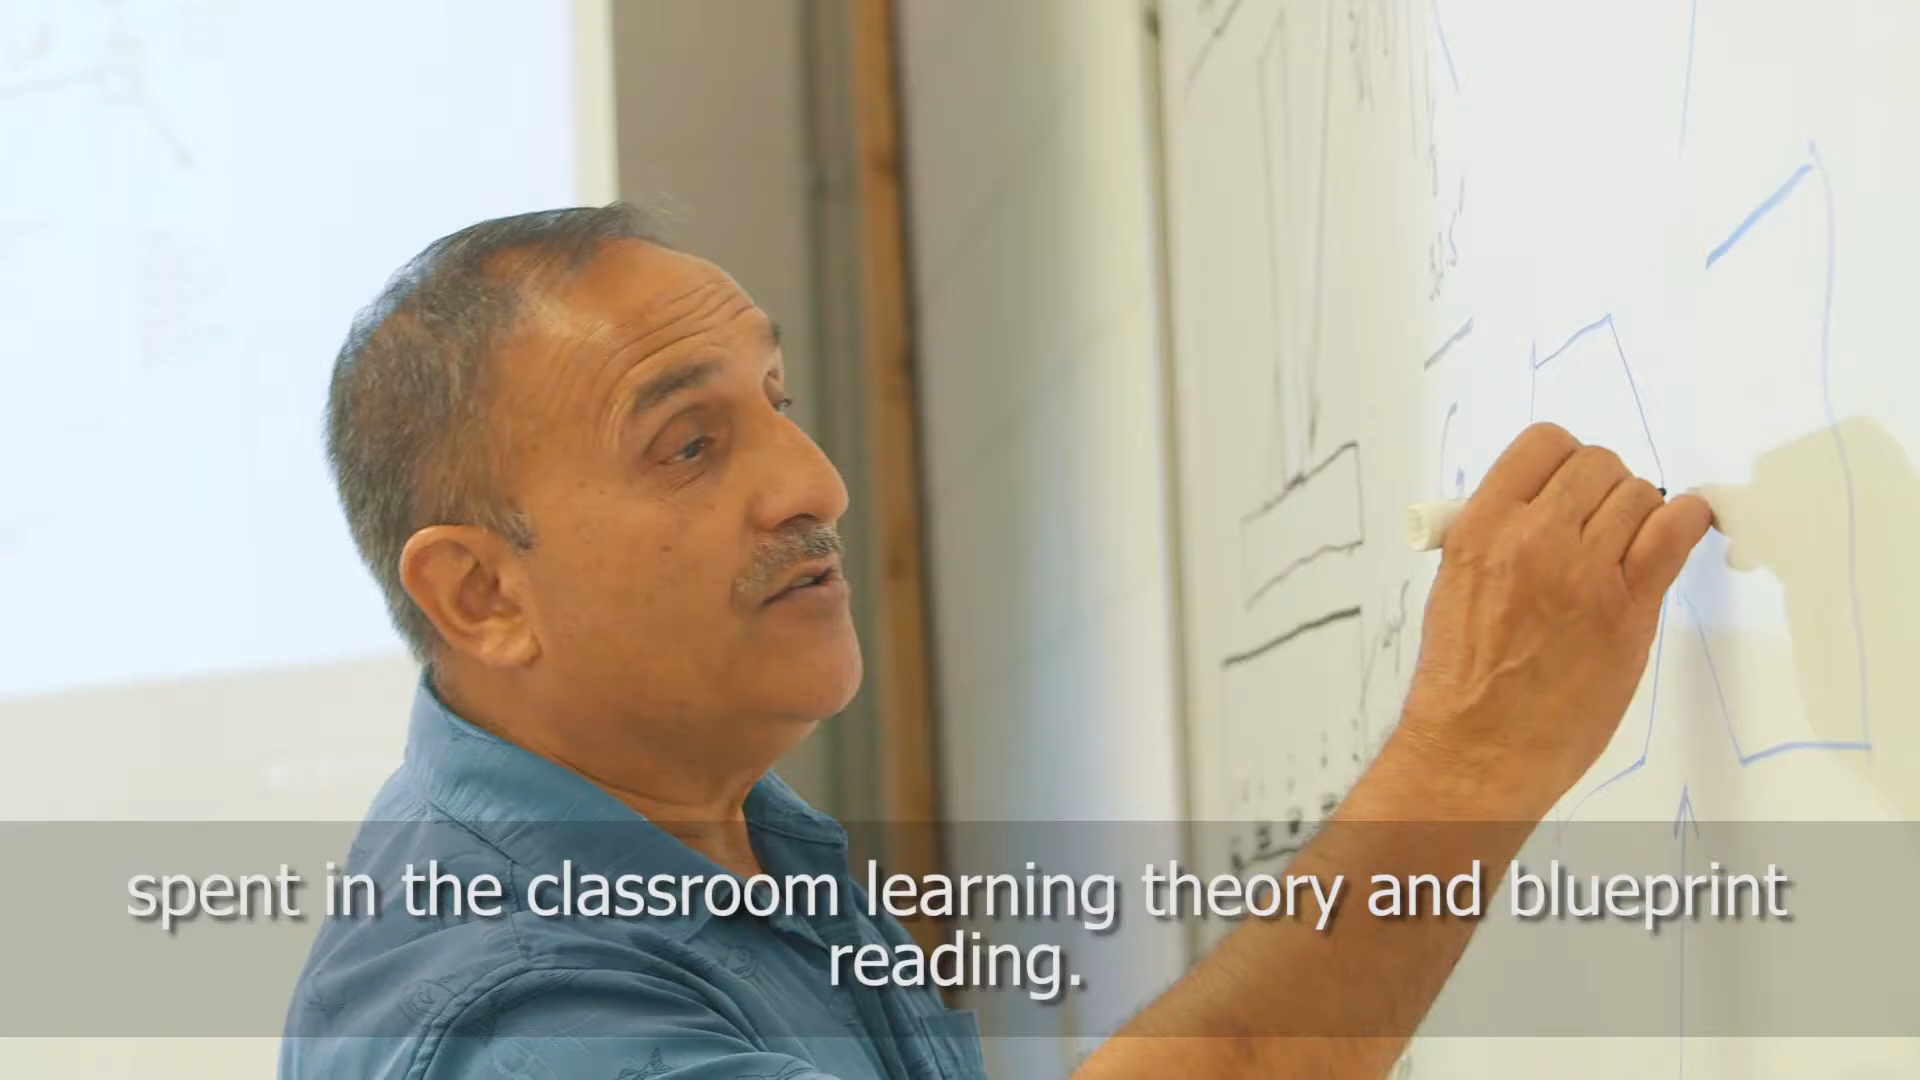 spent in the classroom learning theory and blueprint
reading.